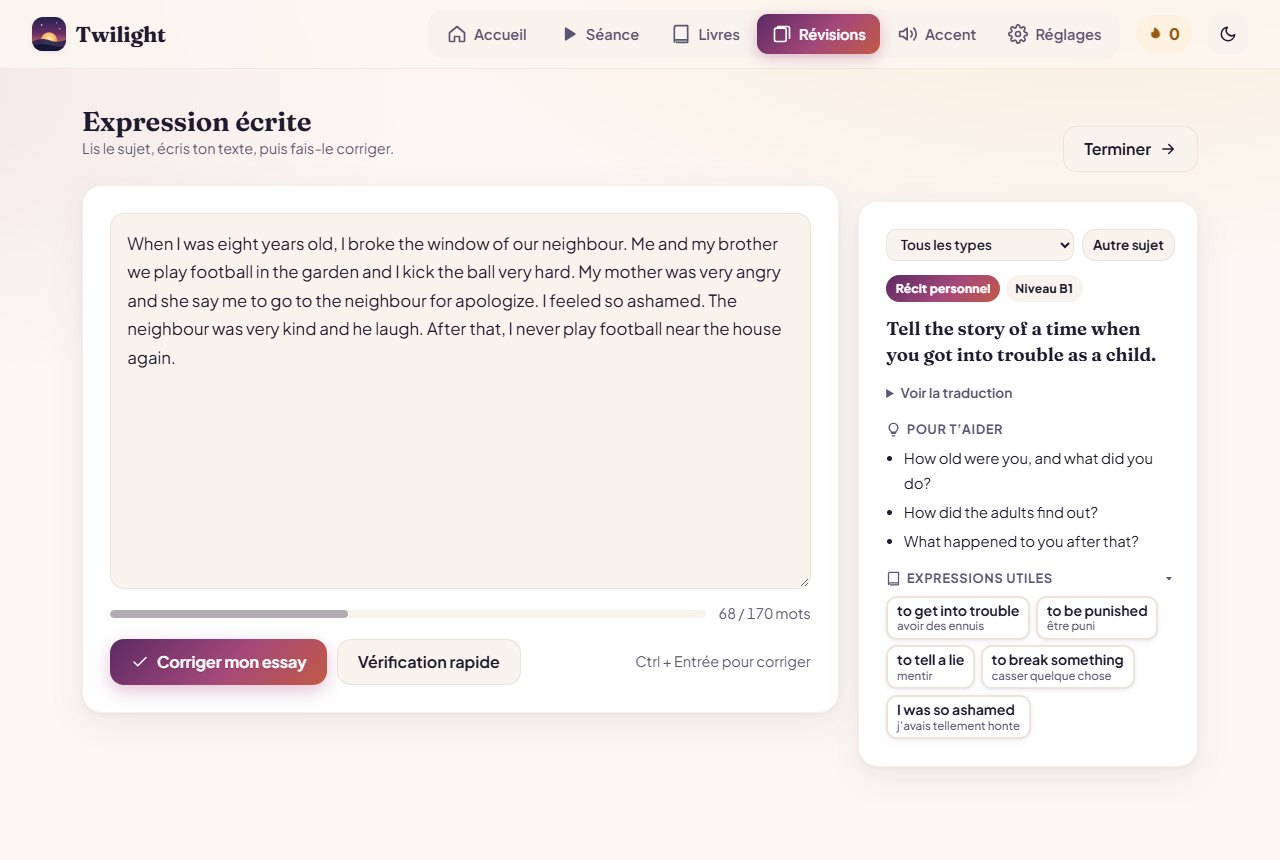 Twilight
Accueil
Séance
Livres
Révisions
Accent
Réglages
0
Expression écrite
Lis le sujet, écris ton texte, puis fais-le corriger.
Terminer
When I was eight years old, I broke the window of our neighbour. Me and my brother
we play football in the garden and I kick the ball very hard. My mother was very angry
and she say me to go to the neighbour for apologize. I feeled so ashamed. The
neighbour was very kind and he laugh. After that, I never play football near the house
again.
68 / 170 mots
Corriger mon essay
Vérification rapide
Ctrl + Entrée pour corriger
Tous les types
Autre sujet
Récit personnel
Niveau B1
Tell the story of a time when
you got into trouble as a child.
Voir la traduction
POUR T'AIDER
How old were you, and what did you
do?
How did the adults find out?
What happened to you after that?
EXPRESSIONS UTILES
to get into trouble
avoir des ennuis
to be punished
être puni
to tell a lie
mentir
to break something
casser quelque chose
I was so ashamed
j'avais tellement honte